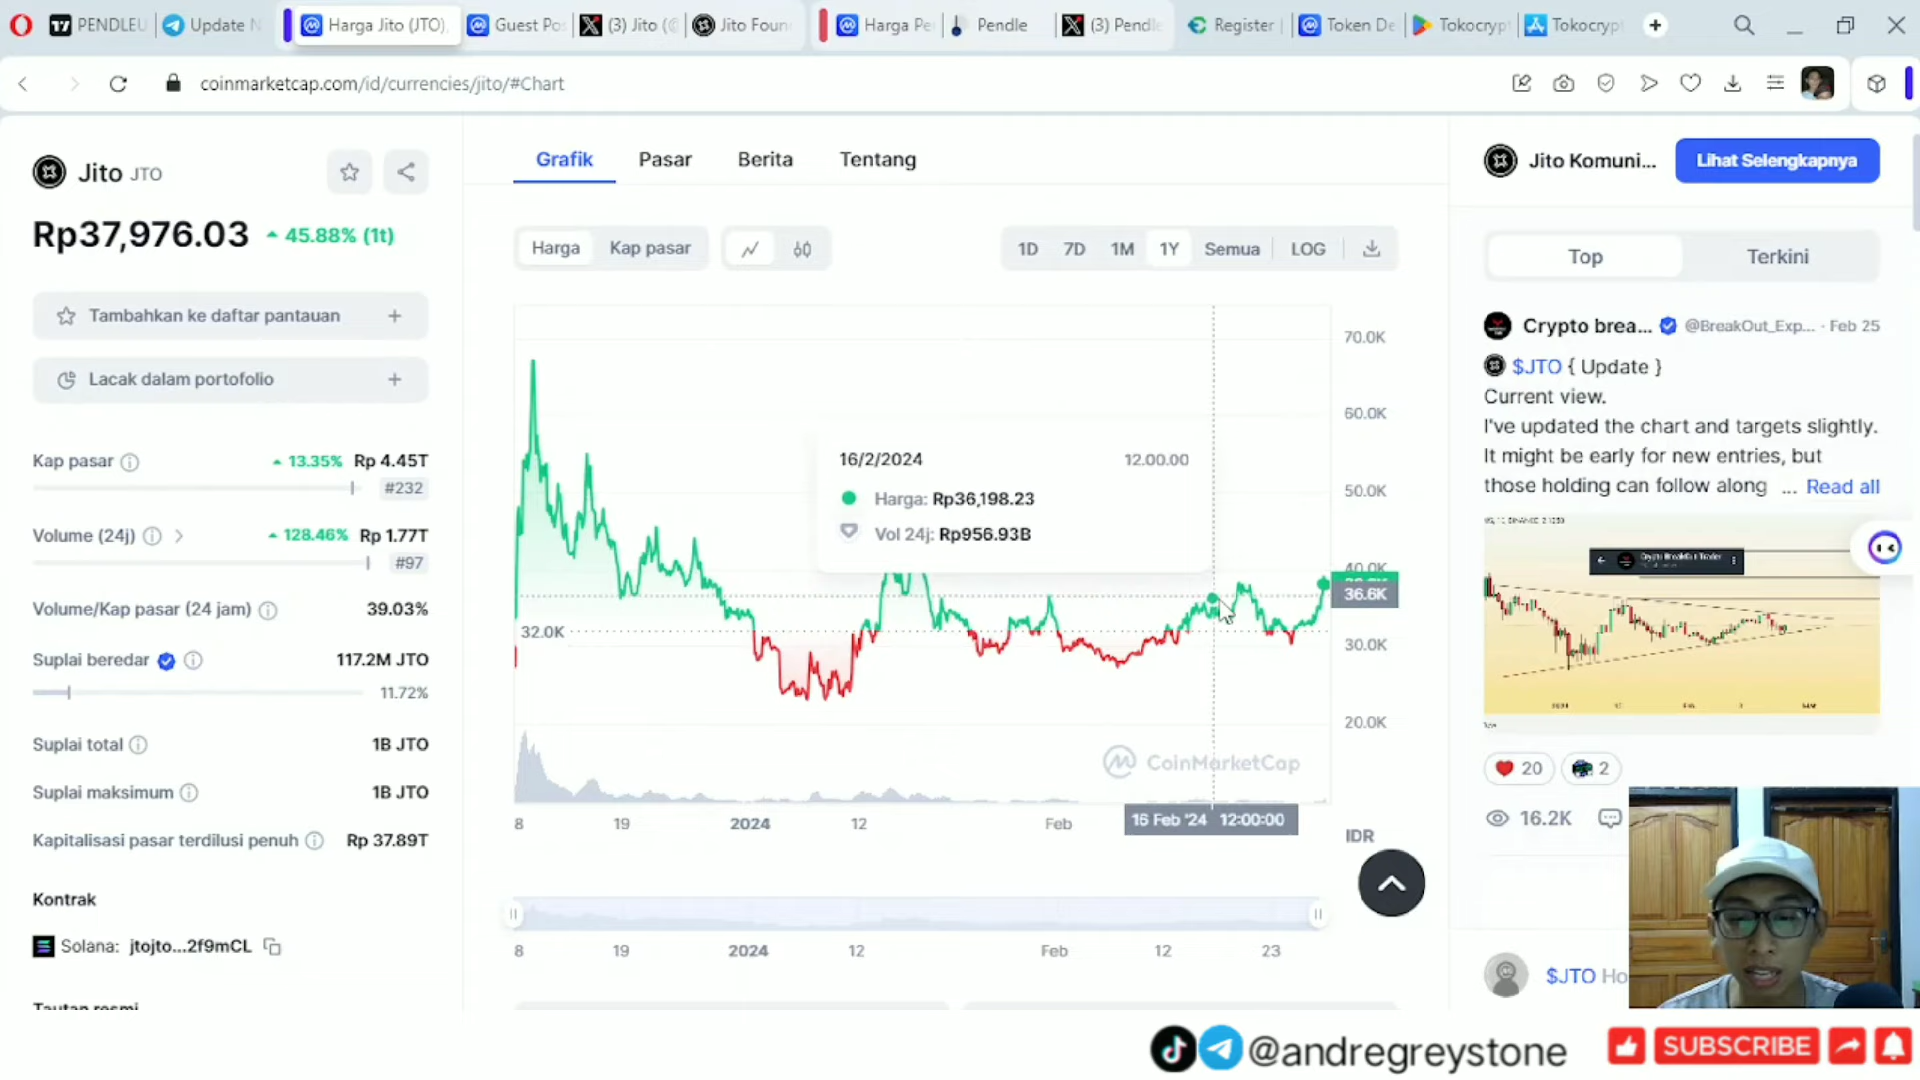 PENDLEU
Update N
Harga Jito (JTO),
Guest Pos
(3) Jito (@
Jito Foun
Harga Pe
Pendle
(3) Pendle
Register
Token De
Tokocryp
Tokocryp
coinmarketcap.com/id/currencies/jito/#Chart
Jito JTO
Rp37,976.03
45.88% (1t)
Tambahkan ke daftar pantauan
Lacak dalam portofolio
Kap pasar
13.35% Rp 4.45T
#232
Volume (24j)
128.46% Rp 1.77T
#97
Volume/Kap pasar (24 jam)
39.03%
Suplai beredar
117.2M JTO
11.72%
Suplai total
1B JTO
Suplai maksimum
1B JTO
Kapitalisasi pasar terdilusi penuh
Rp 37.89T
Kontrak
Solana: jtojto...2f9mCL
Tautan resmi
Grafik
Pasar
Berita
Tentang
Harga
Kap pasar
1D
7D
1M
1Y
Semua
LOG
70.0K
60.0K
50.0K
40.0K
36.6K
30.0K
20.0K
32.0K
16/2/2024
12.00.00
Harga: Rp36,198.23
Vol 24j: Rp956.93B
CoinMarketCap
8
19
2024
12
Feb
16 Feb '24 12:00:00
IDR
8
19
2024
12
Feb
12
23
Jito Komuni...
Lihat Selengkapnya
Top
Terkini
Crypto brea...
@BreakOut_Exp... · Feb 25
$JTO { Update }
Current view.
I've updated the chart and targets slightly.
It might be early for new entries, but
those holding can follow along ... Read all
Crypto BreakOut Trader
20
2
16.2K
$JTO Ho
@andregreystone
SUBSCRIBE